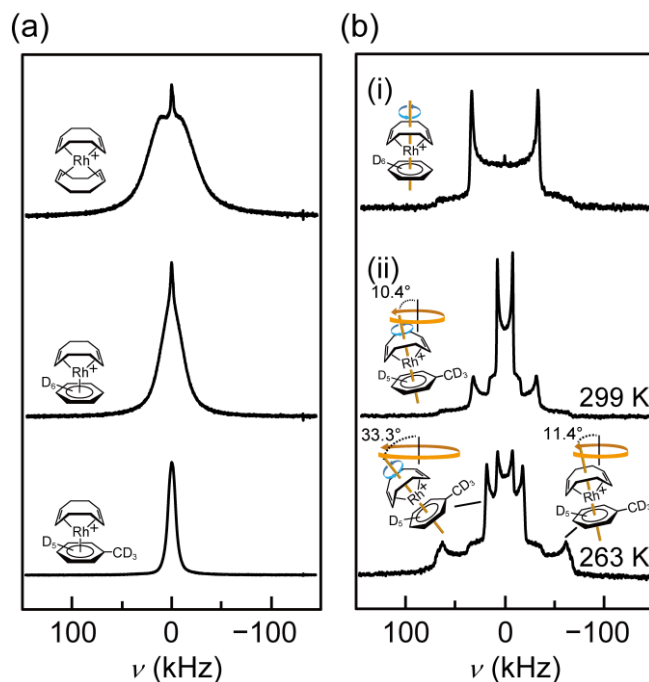 (a)
(b)
Rh+
(i)
Rh+
D6
Rh+
D6
(ii)
10.4°
Rh+
D5
CD3
299 K
Rh+
D5
CD3
33.3°
Rh+
D5
CD3
11.4°
Rh+
D5
CD3
263 K
100 0 −100
100 0 −100
ν (kHz)
ν (kHz)